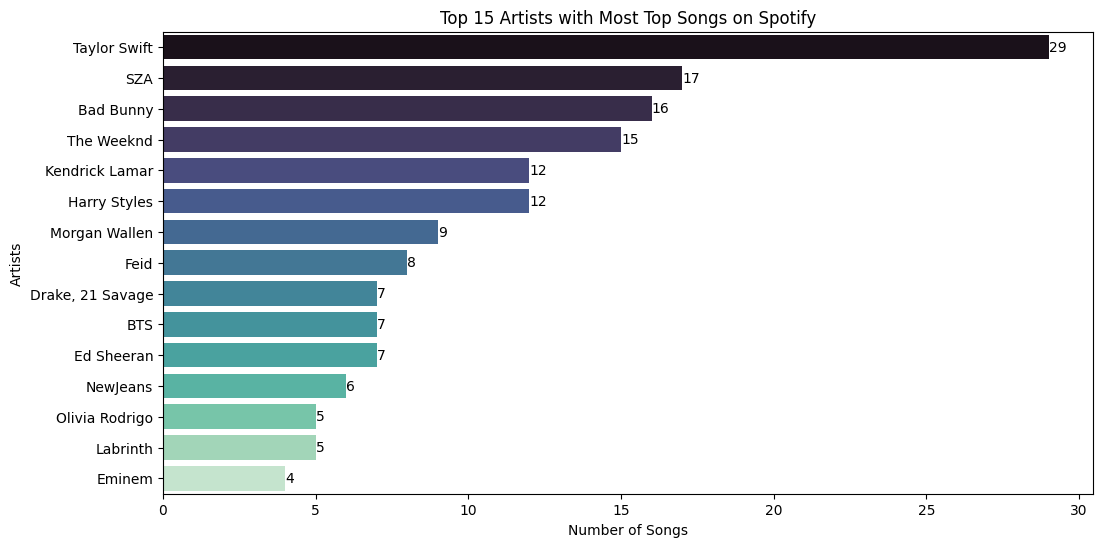 Top 15 Artists with Most Top Songs on Spotify
Taylor Swift 29
SZA 17
Bad Bunny 16
The Weeknd 15
Kendrick Lamar 12
Harry Styles 12
Morgan Wallen 9
Feid 8
Drake, 21 Savage 7
BTS 7
Ed Sheeran 7
NewJeans 6
Olivia Rodrigo 5
Labrinth 5
Eminem 4
Artists
0 5 10 15 20 25 30
Number of Songs